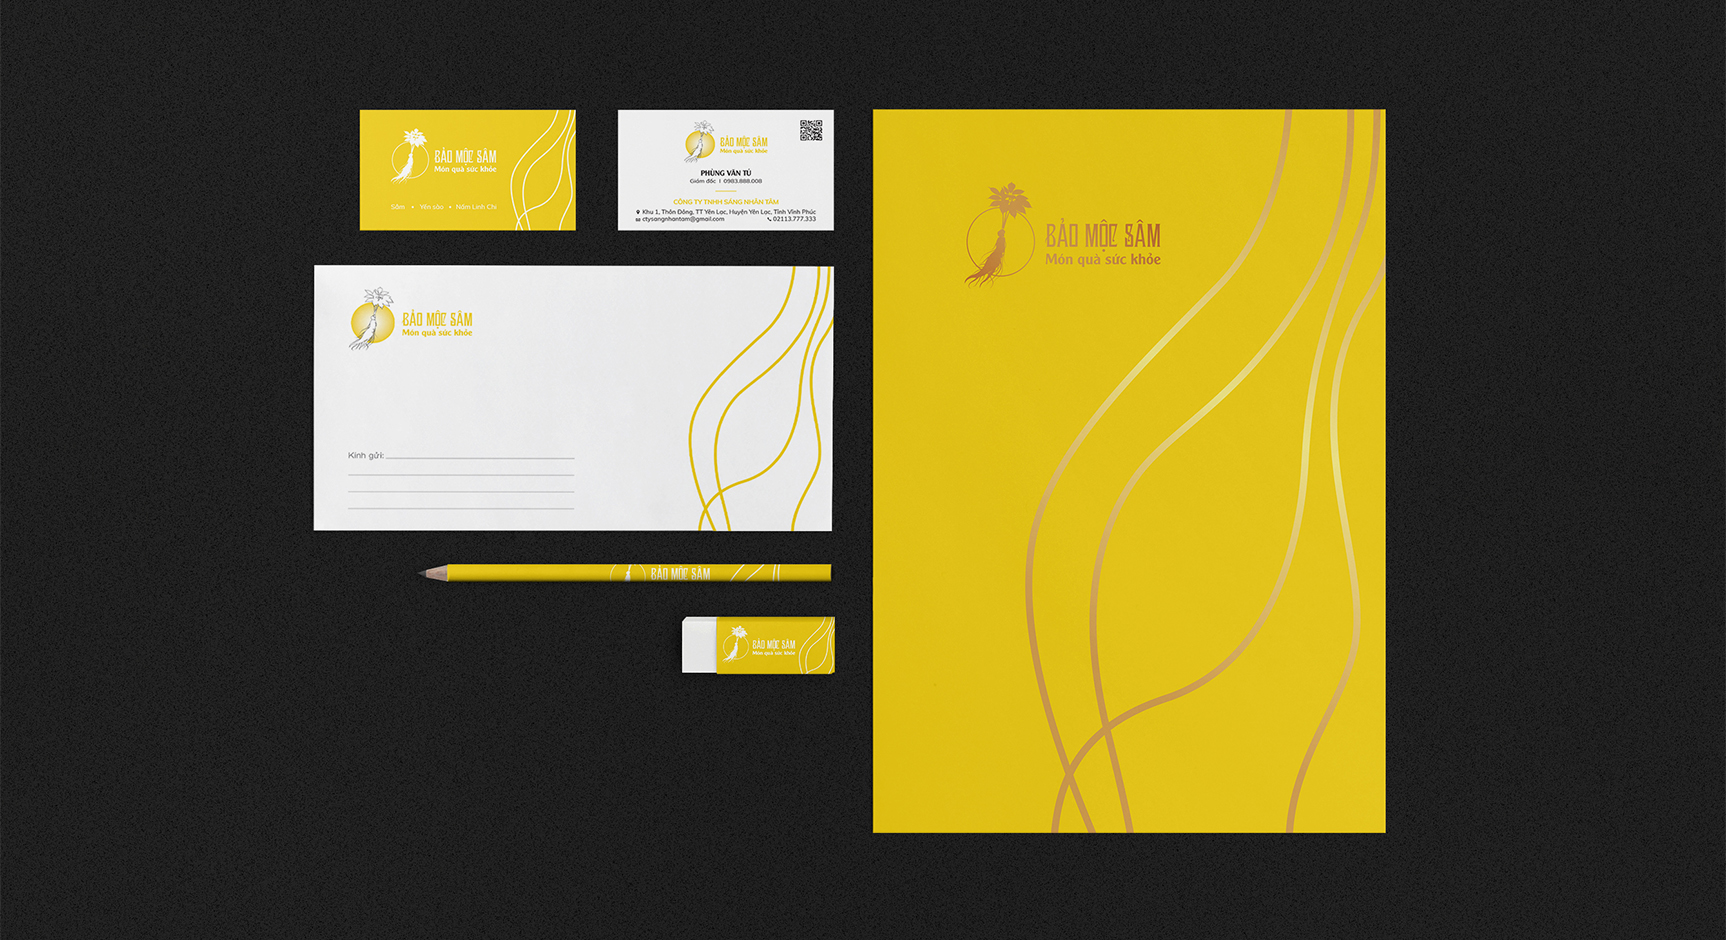 BẢO MỘC SÂM
Món quà sức khỏe
Sâm • Yến sào • Nấm Linh Chi
BẢO MỘC SÂM
Món quà sức khỏe
PHÙNG VĂN TÚ
Giám đốc I 0983.888.008
CÔNG TY TNHH SÁNG NHÂN TÂM
Khu 1, Thôn Đông, TT Yên Lạc, Huyện Yên Lạc, Tỉnh Vĩnh Phúc
ctysangnhantam@gmail.com 02113.777.333
BẢO MỘC SÂM
Món quà sức khỏe
Kính gửi:
BẢO MỘC SÂM
BẢO MỘC SÂM
Món quà sức khỏe
BẢO MỘC SÂM
Món quà sức khỏe